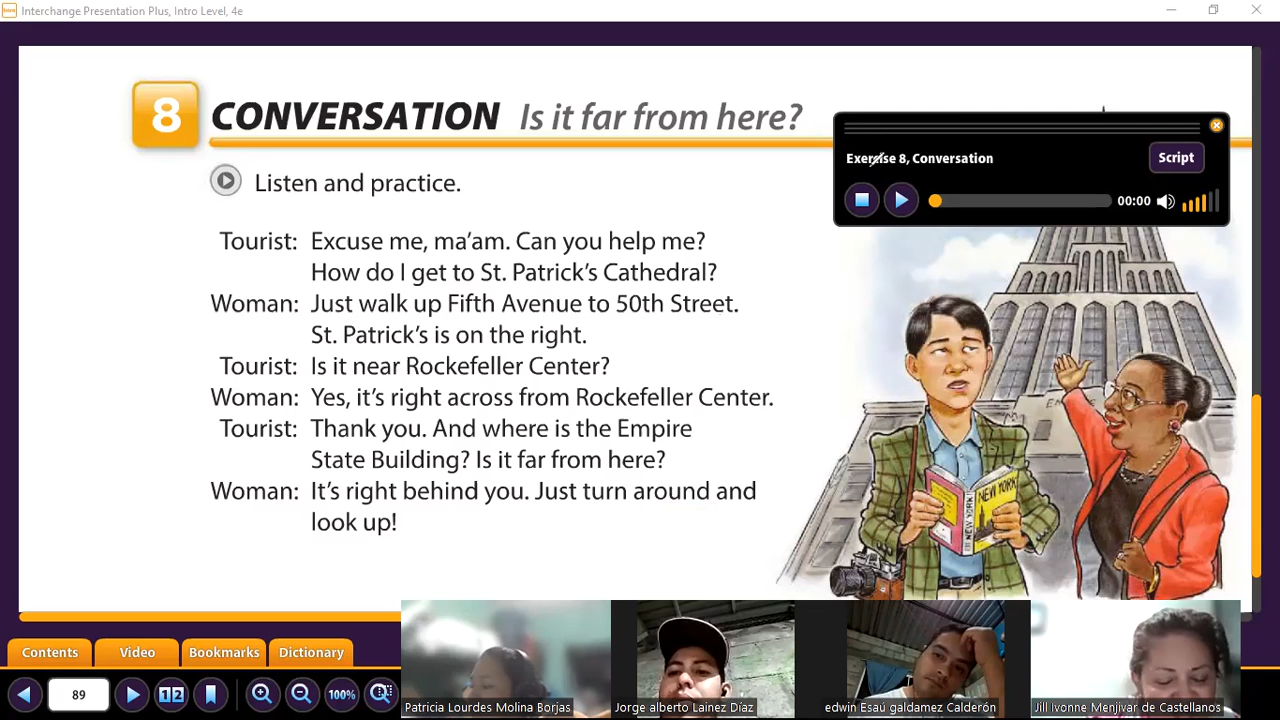 Interchange Presentation Plus, Intro Level, 4e
8 CONVERSATION Is it far from here?
Listen and practice.
Exercise 8, Conversation
Script
00:00
Tourist: Excuse me, ma'am. Can you help me?
How do I get to St. Patrick's Cathedral?
Woman: Just walk up Fifth Avenue to 50th Street.
St. Patrick's is on the right.
Tourist: Is it near Rockefeller Center?
Woman: Yes, it's right across from Rockefeller Center.
Tourist: Thank you. And where is the Empire
State Building? Is it far from here?
Woman: It's right behind you. Just turn around and
look up!
NEW YORK
NEW YORK
Contents
Video
Bookmarks
Dictionary
89
1 2
100%
Patricia Lourdes Molina Borjas
Jorge alberto Lainez Díaz
edwin Esaú galdamez Calderón
Jill Ivonne Menjivar de Castellanos